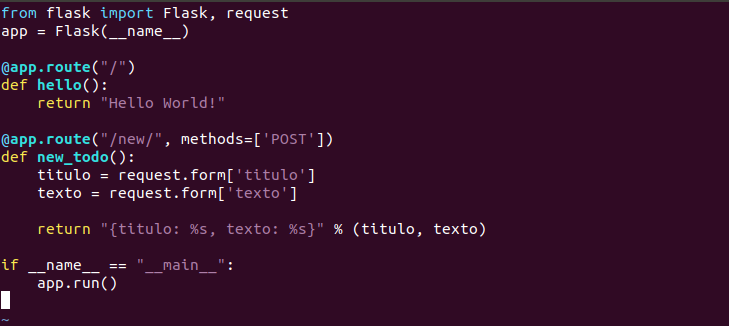 from flask import Flask, request
app = Flask(__name__)

@app.route("/")
def hello():
    return "Hello World!"

@app.route("/new/", methods=['POST'])
def new_todo():
    titulo = request.form['titulo']
    texto = request.form['texto']

    return "{titulo: %s, texto: %s}" % (titulo, texto)

if __name__ == "__main__":
    app.run()

~